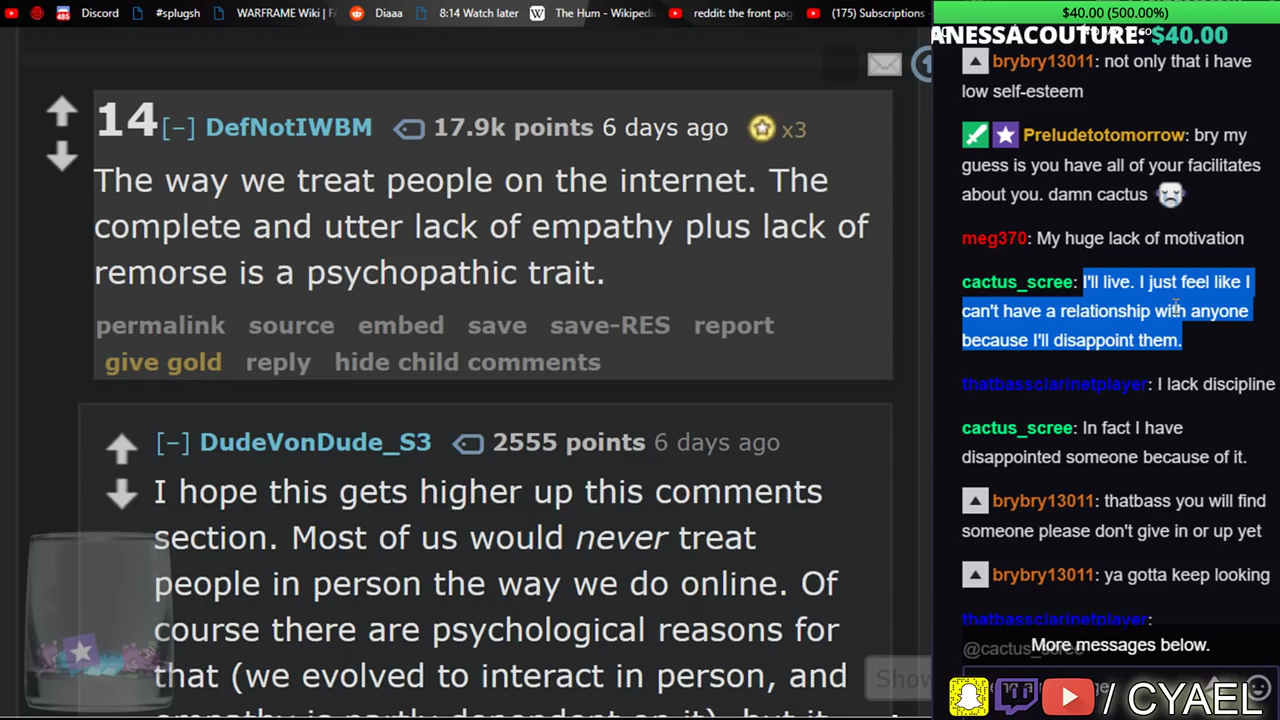 Discord
#splugsh
WARFRAME Wiki | FA
Diaaa
8:14 Watch later
The Hum - Wikipedi
reddit: the front pag
(175) Subscriptions
14 [–] DefNotIWBM 17.9k points 6 days ago x3
The way we treat people on the internet. The
complete and utter lack of empathy plus lack of
remorse is a psychopathic trait.
permalink source embed save save-RES report
give gold reply hide child comments
[–] DudeVonDude_S3 2555 points 6 days ago
I hope this gets higher up this comments
section. Most of us would never treat
people in person the way we do online. Of
course there are psychological reasons for
that (we evolved to interact in person, and
$40.00 (500.00%)
ANESSACOUTURE: $40.00
brybry13011: not only that i have
low self-esteem
Preludetotomorrow: bry my
guess is you have all of your facilitates
about you. damn cactus
meg370: My huge lack of motivation
cactus_scree: I'll live. I just feel like I
can't have a relationship with anyone
because I'll disappoint them.
thatbassclarinetplayer: I lack discipline
cactus_scree: In fact I have
disappointed someone because of it.
brybry13011: thatbass you will find
someone please don't give in or up yet
brybry13011: ya gotta keep looking
thatbassclarinetplayer:
@cactus_scree
More messages below.
/ CYAEL